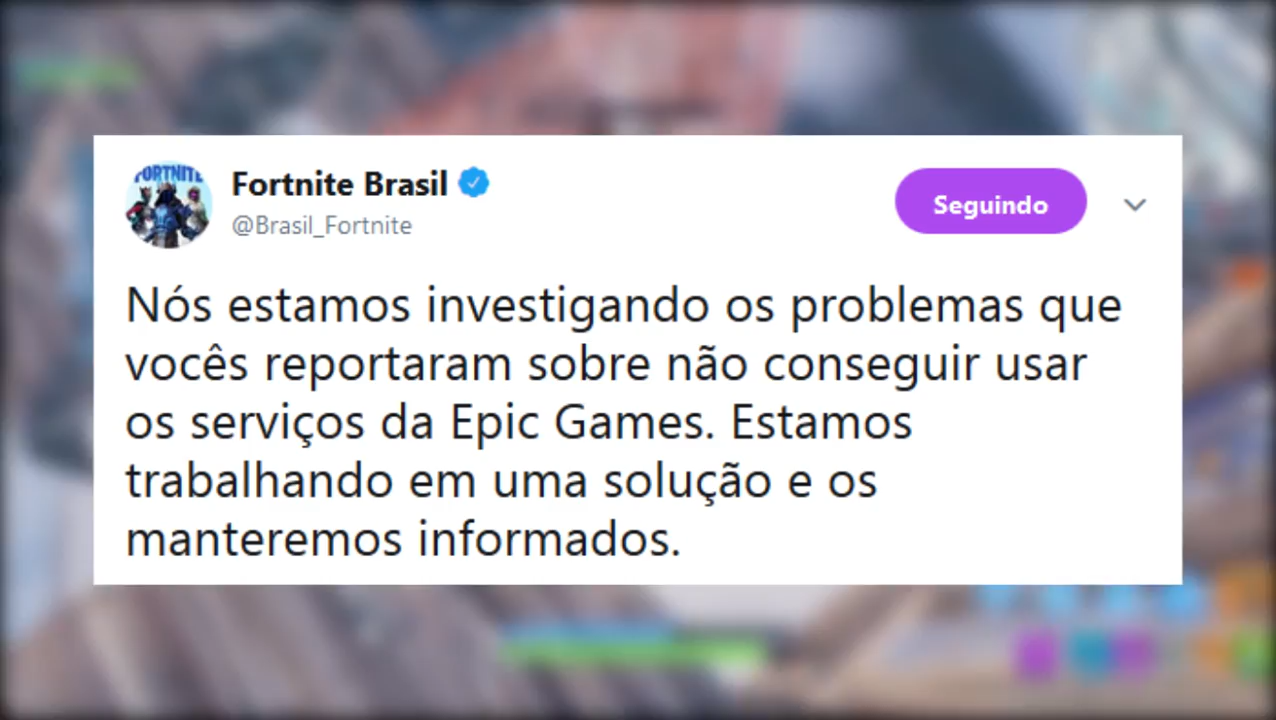 FORTNITE
Fortnite Brasil
@Brasil_Fortnite
Seguindo
Nós estamos investigando os problemas que
vocês reportaram sobre não conseguir usar
os serviços da Epic Games. Estamos
trabalhando em uma solução e os
manteremos informados.